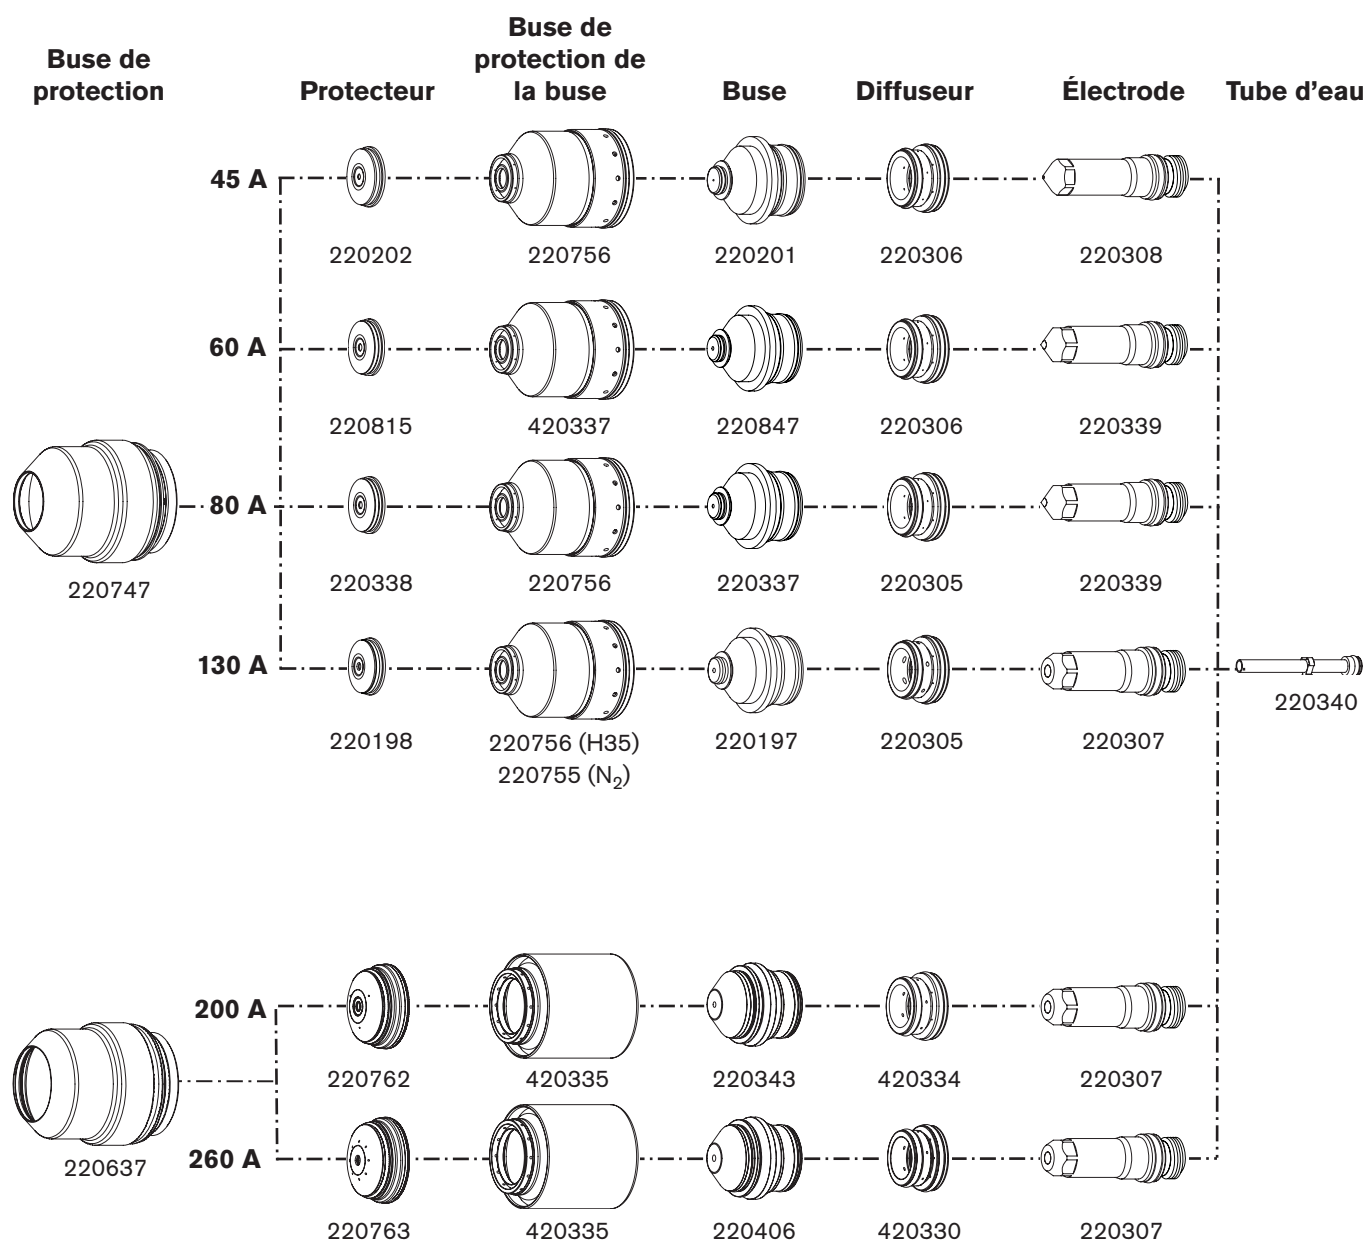 Buse de
protection
Protecteur
Buse de
protection de
la buse
Buse
Diffuseur
Électrode
Tube d'eau
45 A
220202
220756
220201
220306
220308
60 A
220815
420337
220847
220306
220339
80 A
220747
220338
220756
220337
220305
220339
130 A
220198
220756 (H35)
220755 (N2)
220197
220305
220307
220340
200 A
220762
420335
220343
420334
220307
220637
260 A
220763
420335
220406
420330
220307